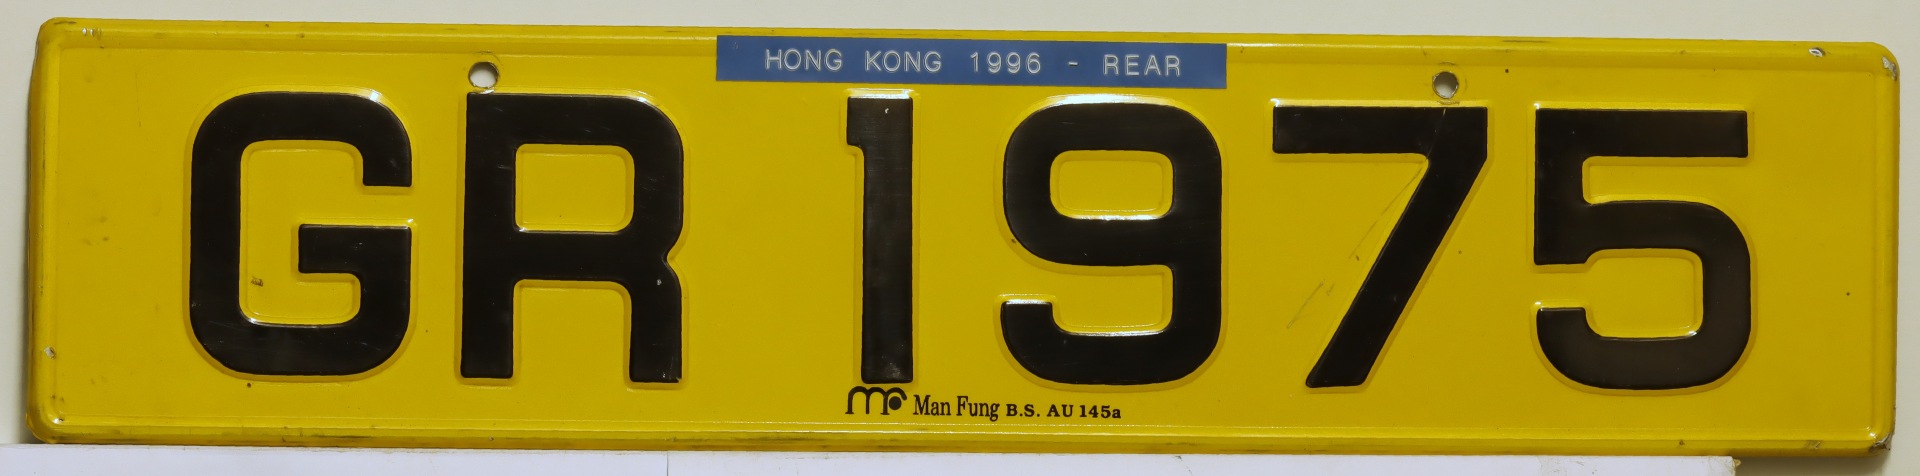 HONG KONG 1996 - REAR
GR 1975
mf Man Fung B.S. AU 145a